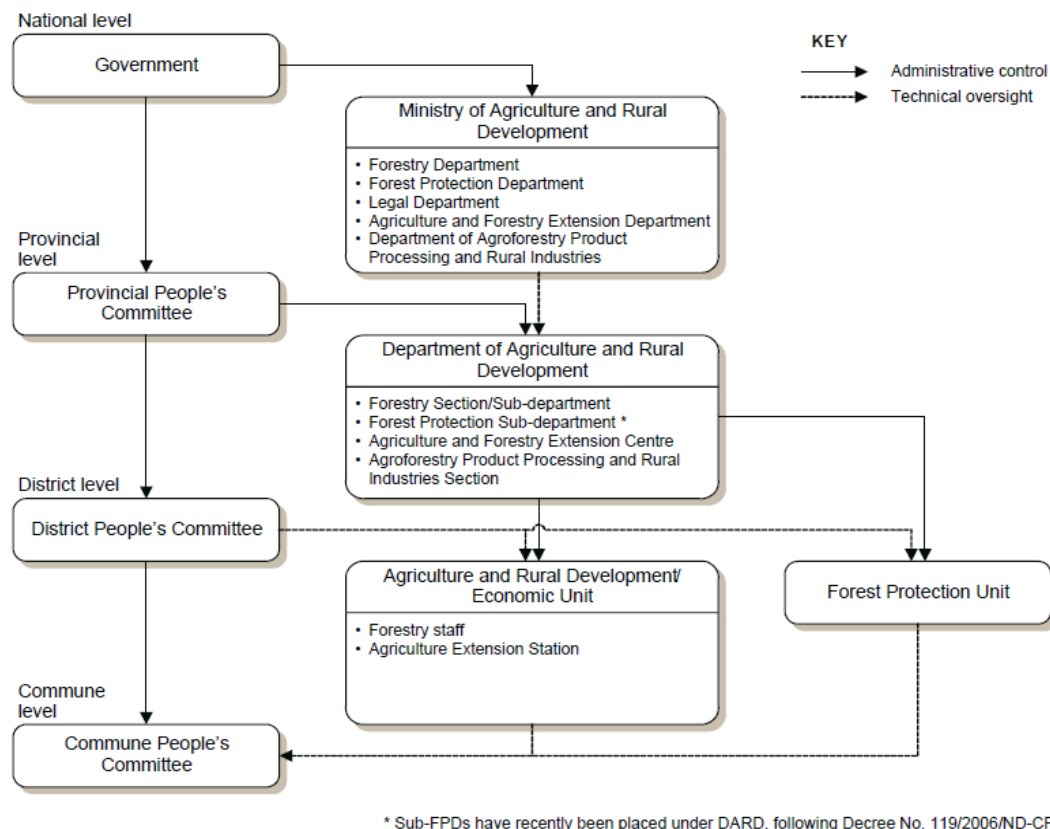 National level
Government
KEY
Administrative control
Technical oversight
Ministry of Agriculture and Rural
Development
• Forestry Department
• Forest Protection Department
• Legal Department
• Agriculture and Forestry Extension Department
• Department of Agroforestry Product
Processing and Rural Industries
Provincial
level
Provincial People's
Committee
Department of Agriculture and Rural
Development
• Forestry Section/Sub-department
• Forest Protection Sub-department *
• Agriculture and Forestry Extension Centre
• Agroforestry Product Processing and Rural
Industries Section
District level
District People's Committee
Agriculture and Rural Development/
Economic Unit
• Forestry staff
• Agriculture Extension Station
Forest Protection Unit
Commune
level
Commune People's
Committee
* Sub-FPDs have recently been placed under DARD, following Decree No. 119/2006/ND-CP